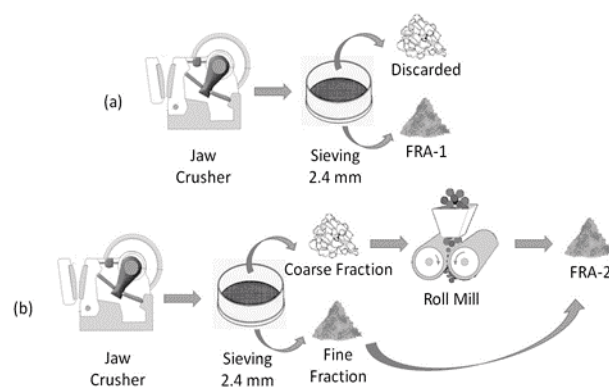 Discarded
(a)
Jaw
Crusher
Sieving
2.4 mm
FRA-1
Coarse Fraction
Roll Mill
FRA-2
(b)
Jaw
Crusher
Sieving
2.4 mm
Fine
Fraction